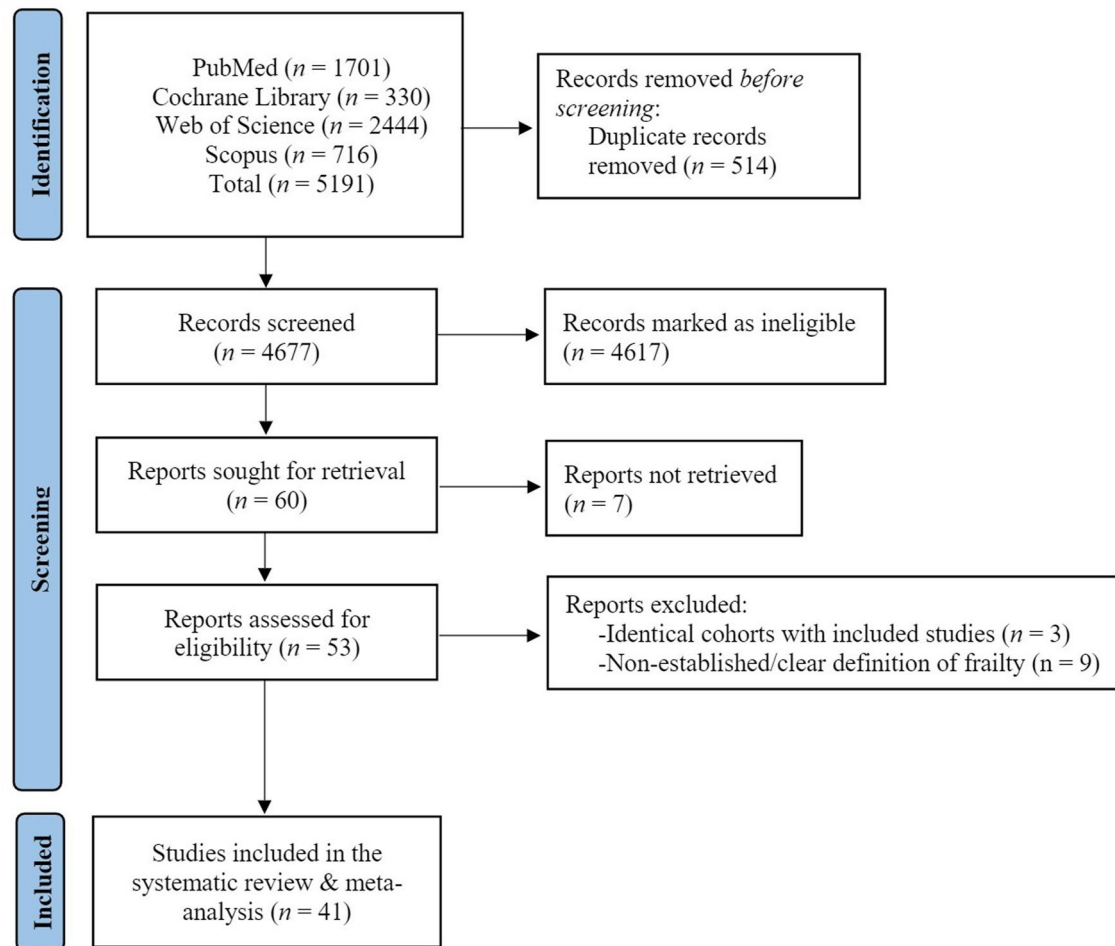 Identification
PubMed (n = 1701)
Cochrane Library (n = 330)
Web of Science (n = 2444)
Scopus (n = 716)
Total (n = 5191)
Records removed before
screening:
Duplicate records
removed (n = 514)
Screening
Records screened
(n = 4677)
Records marked as ineligible
(n = 4617)
Reports sought for retrieval
(n = 60)
Reports not retrieved
(n = 7)
Reports assessed for
eligibility (n = 53)
Reports excluded:
-Identical cohorts with included studies (n = 3)
-Non-established/clear definition of frailty (n = 9)
Included
Studies included in the
systematic review & meta-
analysis (n = 41)